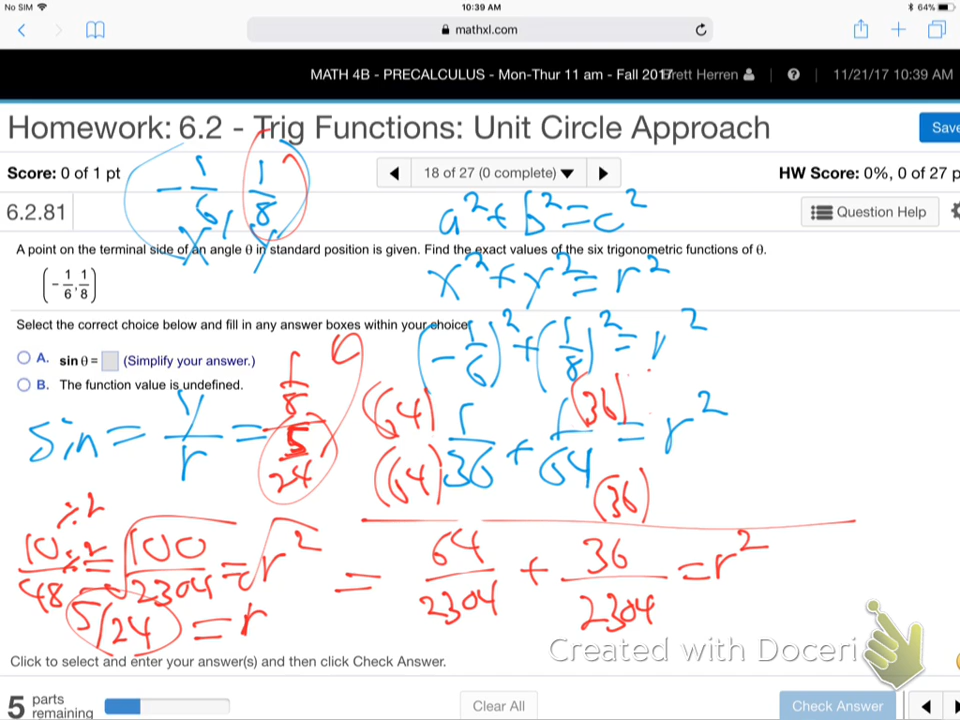 No SIM 10:39 AM 64%
mathxl.com
MATH 4B - PRECALCULUS - Mon-Thur 11 am - Fall 2017 Brett Herren ? 11/21/17 10:39 AM
Homework: 6.2 - Trig Functions: Unit Circle Approach Save
Score: 0 of 1 pt 18 of 27 (0 complete) HW Score: 0%, 0 of 27 p
6.2.81 Question Help
- 1/6, 1/8
x y
a² + b² = c²
A point on the terminal side of an angle θ in standard position is given. Find the exact values of the six trigonometric functions of θ.
(-1/6, 1/8)
x² + y² = r²
Select the correct choice below and fill in any answer boxes within your choice.
(-1/6)² + (1/8)² = r²
A. sin θ = (Simplify your answer.)
B. The function value is undefined.
sin = y/r = 1/8 / 5/24
(64) 1/(64) 36 + 1 (36)/64 (36) = r²
= 64/2304 + 36/2304 = r²
10 ÷2/48 ÷2 = √100/2304 = √r²
5/24 = r
Created with Doceri
Click to select and enter your answer(s) and then click Check Answer.
5 parts remaining Clear All Check Answer